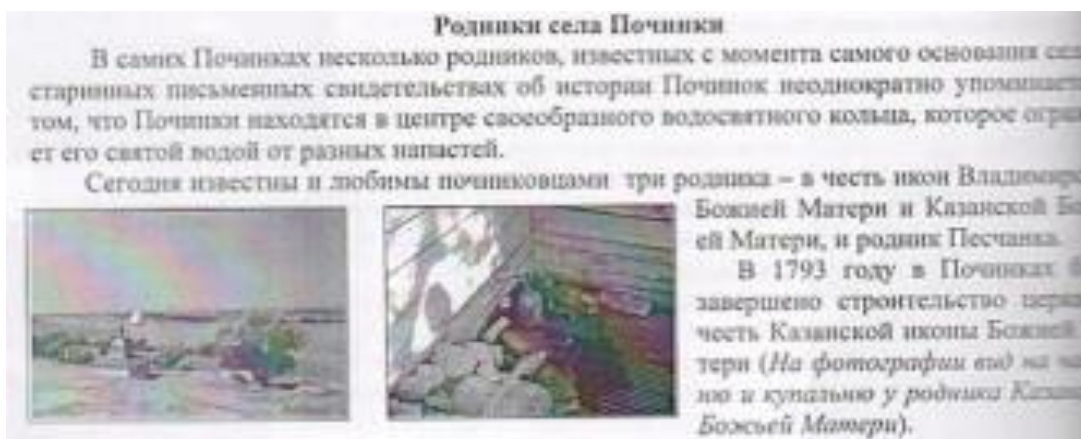 Родники села Починки
В самих Починках несколько родников, известных с момента самого основания
старинных письменных свидетельствах об истории Починок неоднократно
том, что Починки находятся в центре своеобразного водосвятного кольца, которое
ет его святой водой от разных напастей.
Сегодня известны и любимы починковцами три родника – в честь икон
Божией Матери и Казанской
ей Матери, и родник Песчанка.
В 1793 году в Починках
завершено строительство
честь Казанской иконы Божией
тери (На фотографии вид на
ню и купальню у родника
Божьей Матери).